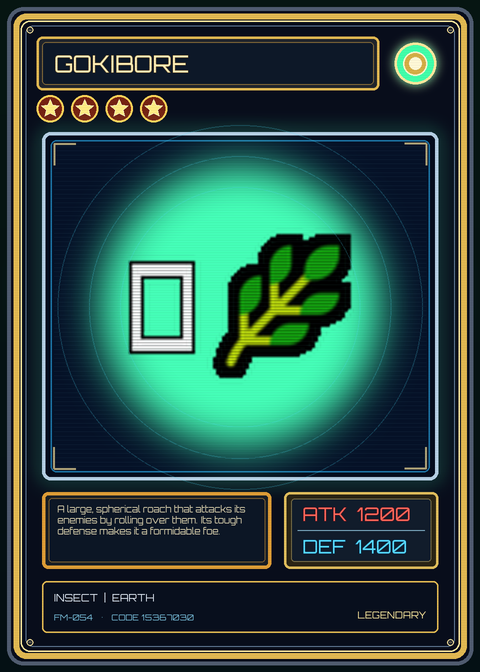 GOKIBORE
A large, spherical roach that attacks its
enemies by rolling over them. Its tough
defense makes it a formidable foe.
ATK 1200
DEF 1400
INSECT | EARTH
FM-054 · CODE 15367030
LEGENDARY